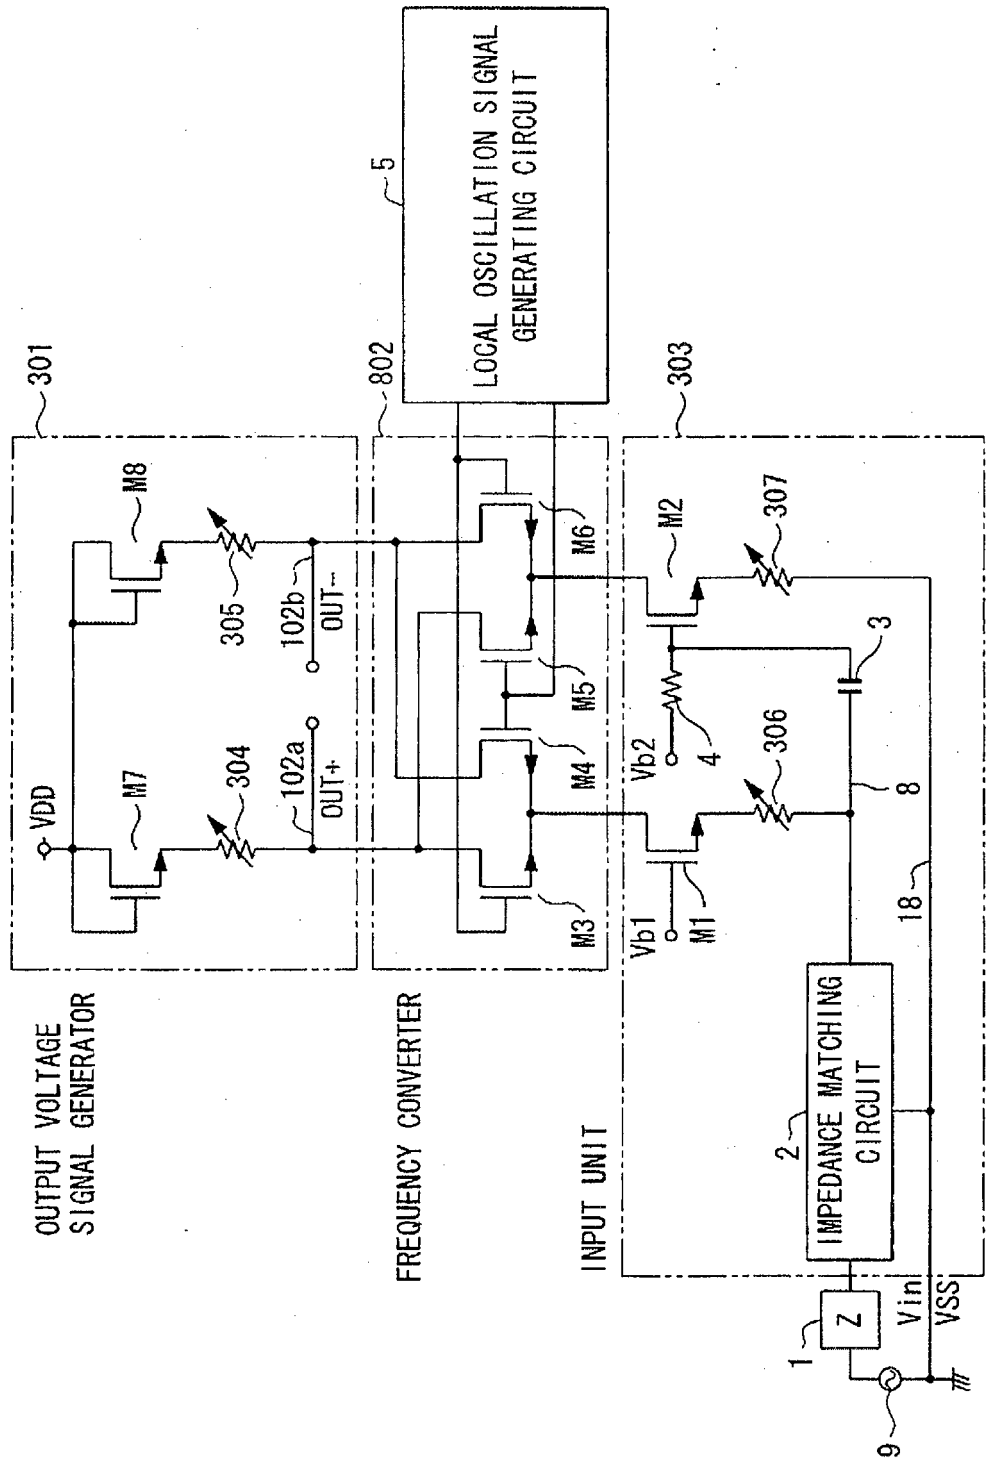 OUTPUT VOLTAGE
SIGNAL GENERATOR
VDD
301
M7
M8
304
305
102a
OUT+
102b
OUT−
FREQUENCY CONVERTER
802
M3
M4
M5
M6
5
LOCAL OSCILLATION SIGNAL
GENERATING CIRCUIT
INPUT UNIT
303
Vb1
M1
Vb2
4
M2
306
307
3
8
18
2
IMPEDANCE MATCHING
CIRCUIT
1
Z
Vin
VSS
9